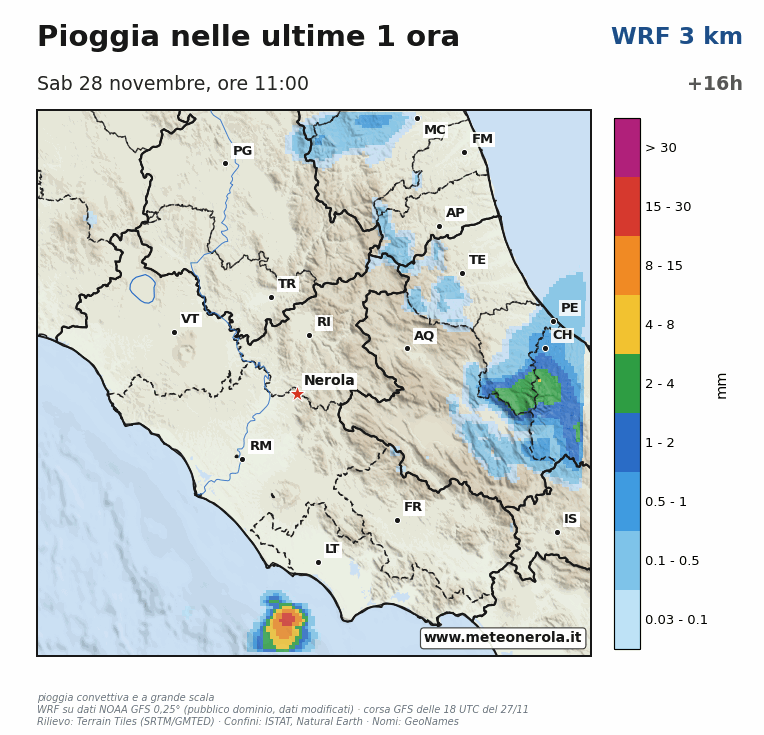 Pioggia nelle ultime 1 ora
WRF 3 km
Sab 28 novembre, ore 11:00
+16h
MC
FM
PG
AP
TE
TR
PE
VT
RI
AQ
CH
Nerola
RM
FR
IS
LT
www.meteonerola.it
> 30
15 - 30
8 - 15
4 - 8
2 - 4
1 - 2
0.5 - 1
0.1 - 0.5
0.03 - 0.1
mm
pioggia convettiva e a grande scala
WRF su dati NOAA GFS 0,25° (pubblico dominio, dati modificati) · corsa GFS delle 18 UTC del 27/11
Rilievo: Terrain Tiles (SRTM/GMTED) · Confini: ISTAT, Natural Earth · Nomi: GeoNames